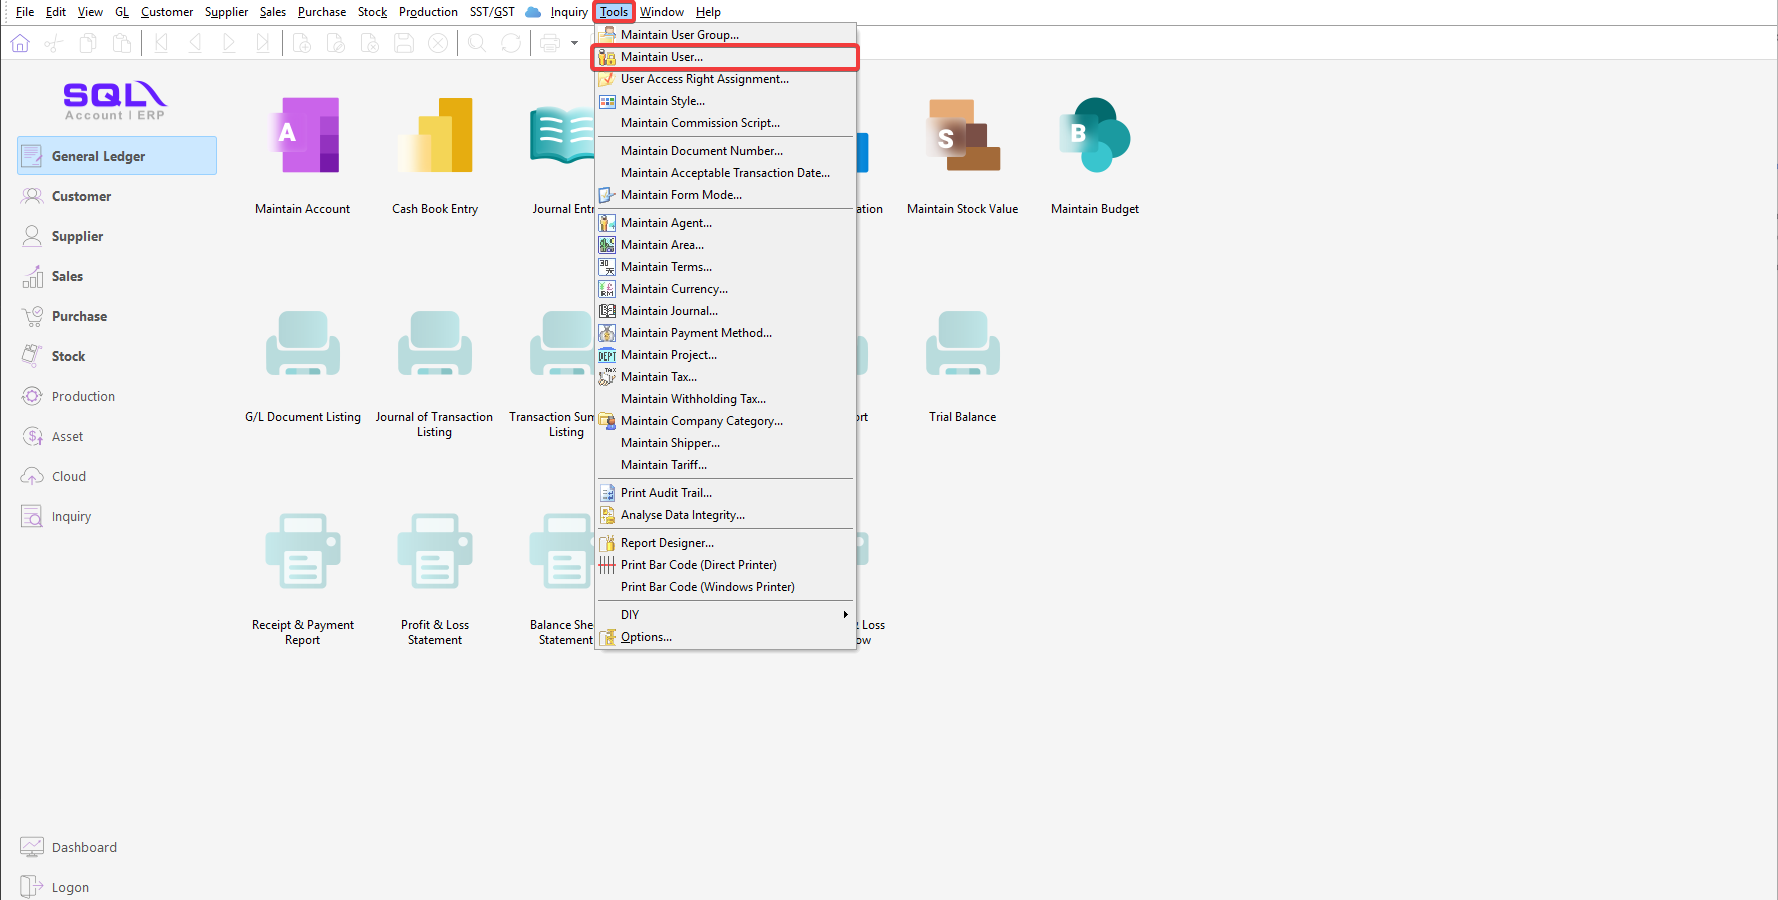 File Edit View GL Customer Supplier Sales Purchase Stock Production SST/GST Inquiry Tools Window Help
SQL
Account | ERP
General Ledger
Customer
Supplier
Sales
Purchase
Stock
Production
Asset
Cloud
Inquiry
Dashboard
Logon
A
S
B
Maintain Account
Cash Book Entry
Journal Entr
ation
Maintain Stock Value
Maintain Budget
G/L Document Listing
Journal of Transaction
Listing
Transaction Sum
Listing
ort
Trial Balance
Receipt & Payment
Report
Profit & Loss
Statement
Balance She
Statement
& Loss
ow
Maintain User Group...
Maintain User...
User Access Right Assignment...
Maintain Style...
Maintain Commission Script...
Maintain Document Number...
Maintain Acceptable Transaction Date...
Maintain Form Mode...
Maintain Agent...
Maintain Area...
Maintain Terms...
Maintain Currency...
Maintain Journal...
Maintain Payment Method...
DEPT Maintain Project...
TAX Maintain Tax...
Maintain Withholding Tax...
Maintain Company Category...
Maintain Shipper...
Maintain Tariff...
Print Audit Trail...
Analyse Data Integrity...
Report Designer...
Print Bar Code (Direct Printer)
Print Bar Code (Windows Printer)
DIY
Options...